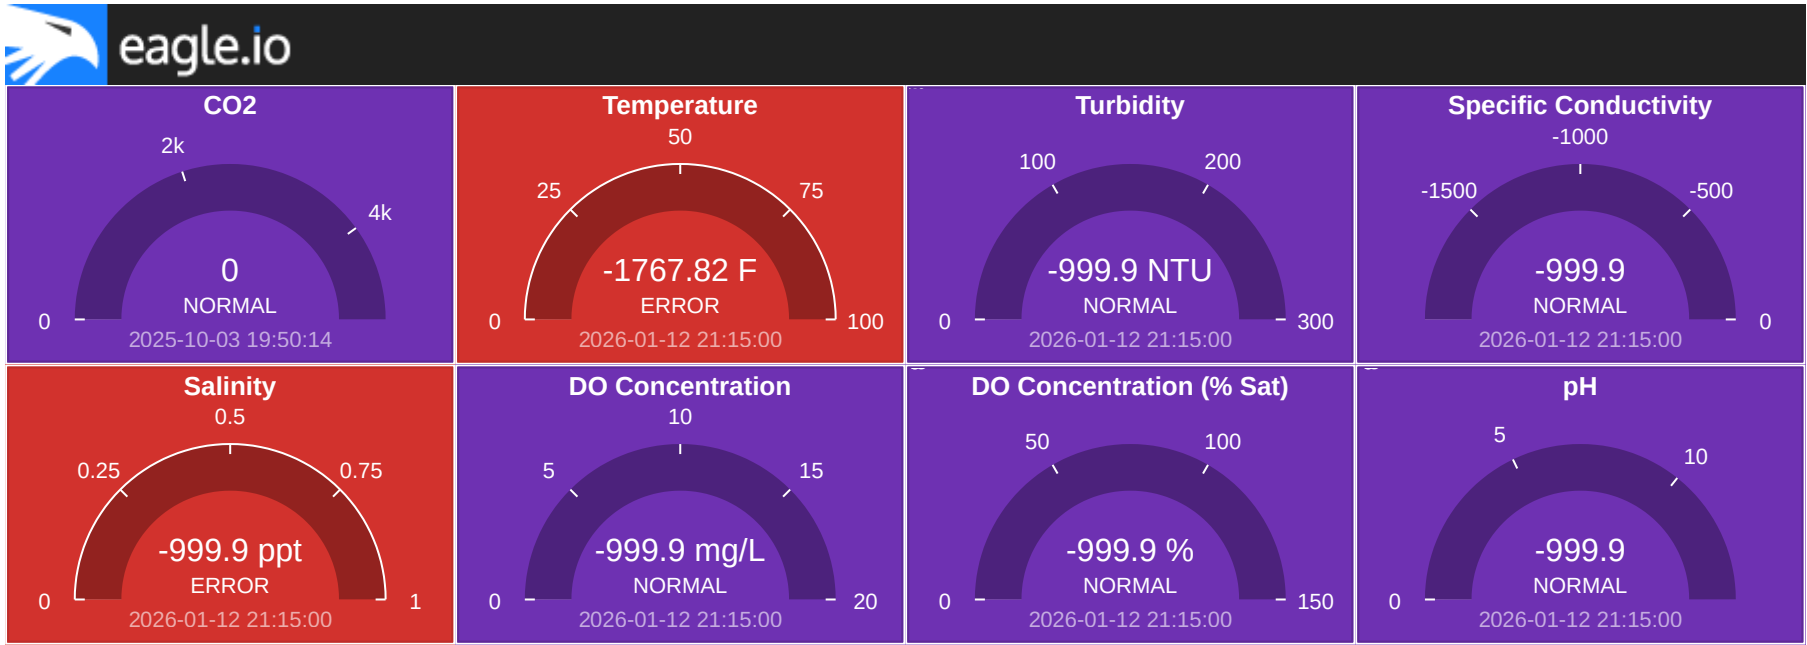 eagle.io
CO2
2k
4k
0
0
NORMAL
2025-10-03 19:50:14
Temperature
50
25
75
-1767.82 F
ERROR
0
100
2026-01-12 21:15:00
Turbidity
100
200
-999.9 NTU
NORMAL
0
300
2026-01-12 21:15:00
Specific Conductivity
-1000
-1500
-500
-999.9
NORMAL
0
2026-01-12 21:15:00
Salinity
0.5
0.25
0.75
-999.9 ppt
ERROR
0
1
2026-01-12 21:15:00
DO Concentration
10
5
15
-999.9 mg/L
NORMAL
0
20
2026-01-12 21:15:00
DO Concentration (% Sat)
50
100
-999.9 %
NORMAL
0
150
2026-01-12 21:15:00
pH
5
10
-999.9
NORMAL
0
2026-01-12 21:15:00